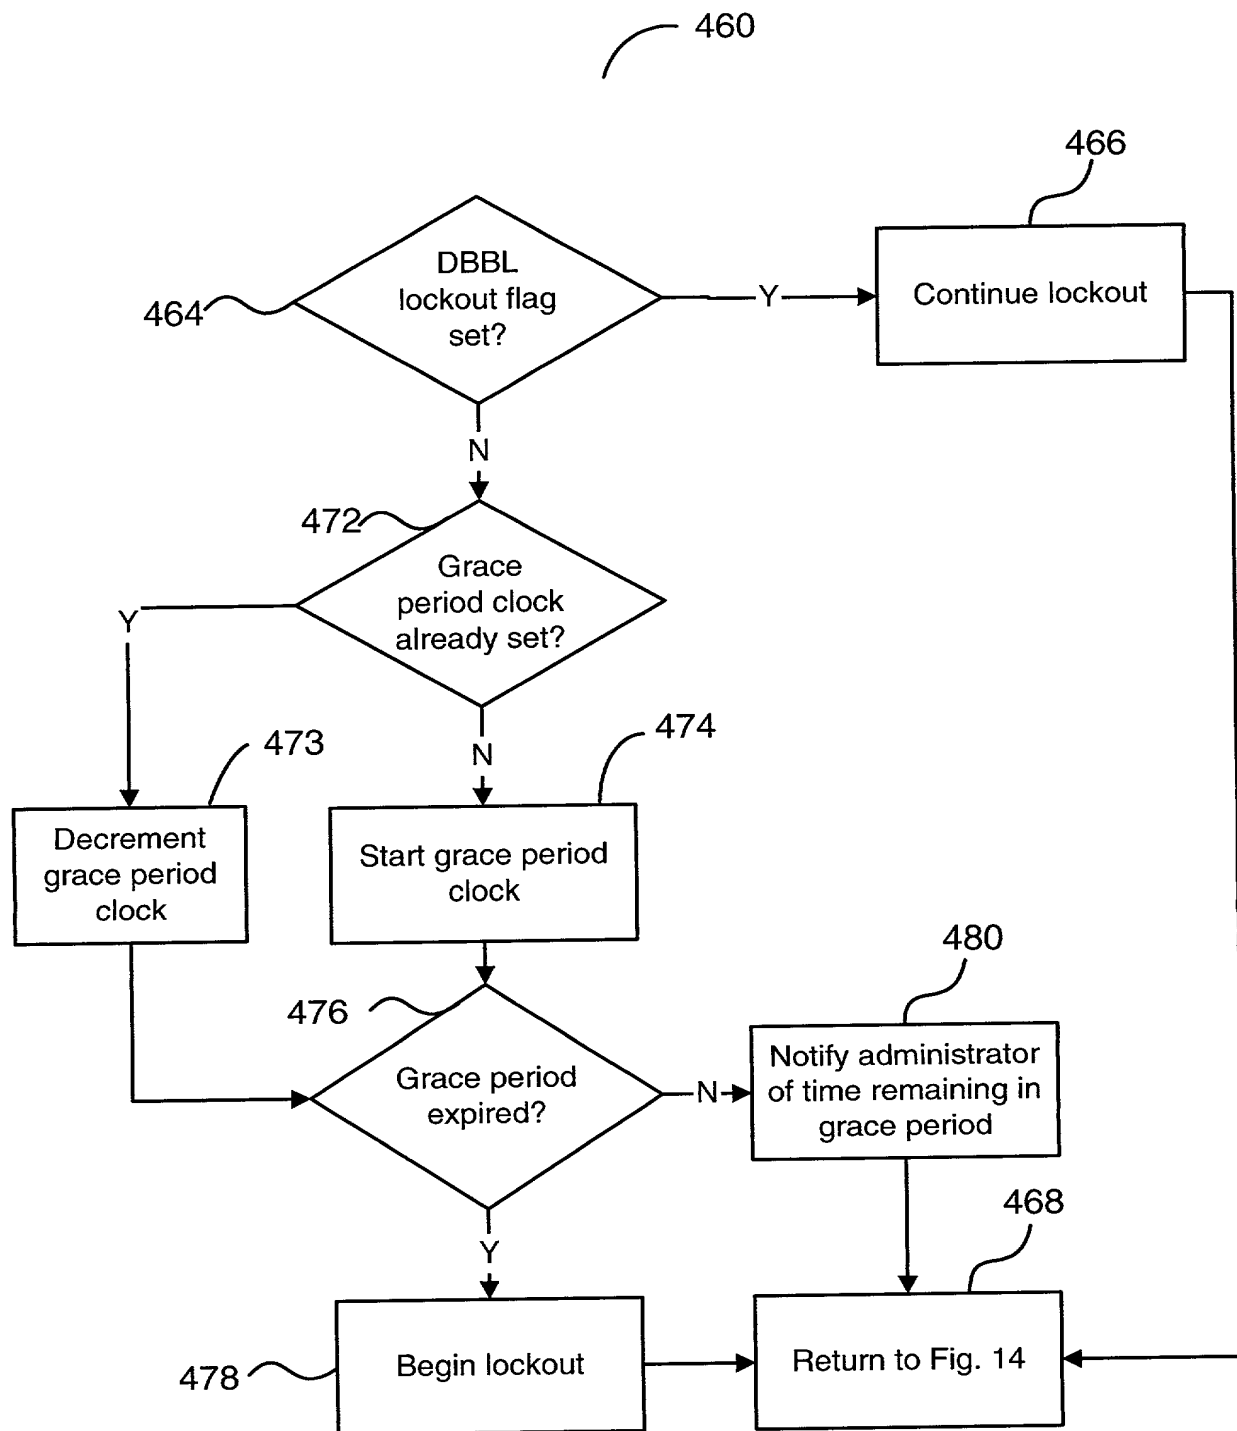 460
466
DBBL
lockout flag
set?
464
Y
Continue lockout
N
472
Grace
period clock
already set?
Y
N
473
474
Decrement
grace period
clock
Start grace period
clock
476
480
Grace period
expired?
N
Notify administrator
of time remaining in
grace period
Y
468
478
Begin lockout
Return to Fig. 14